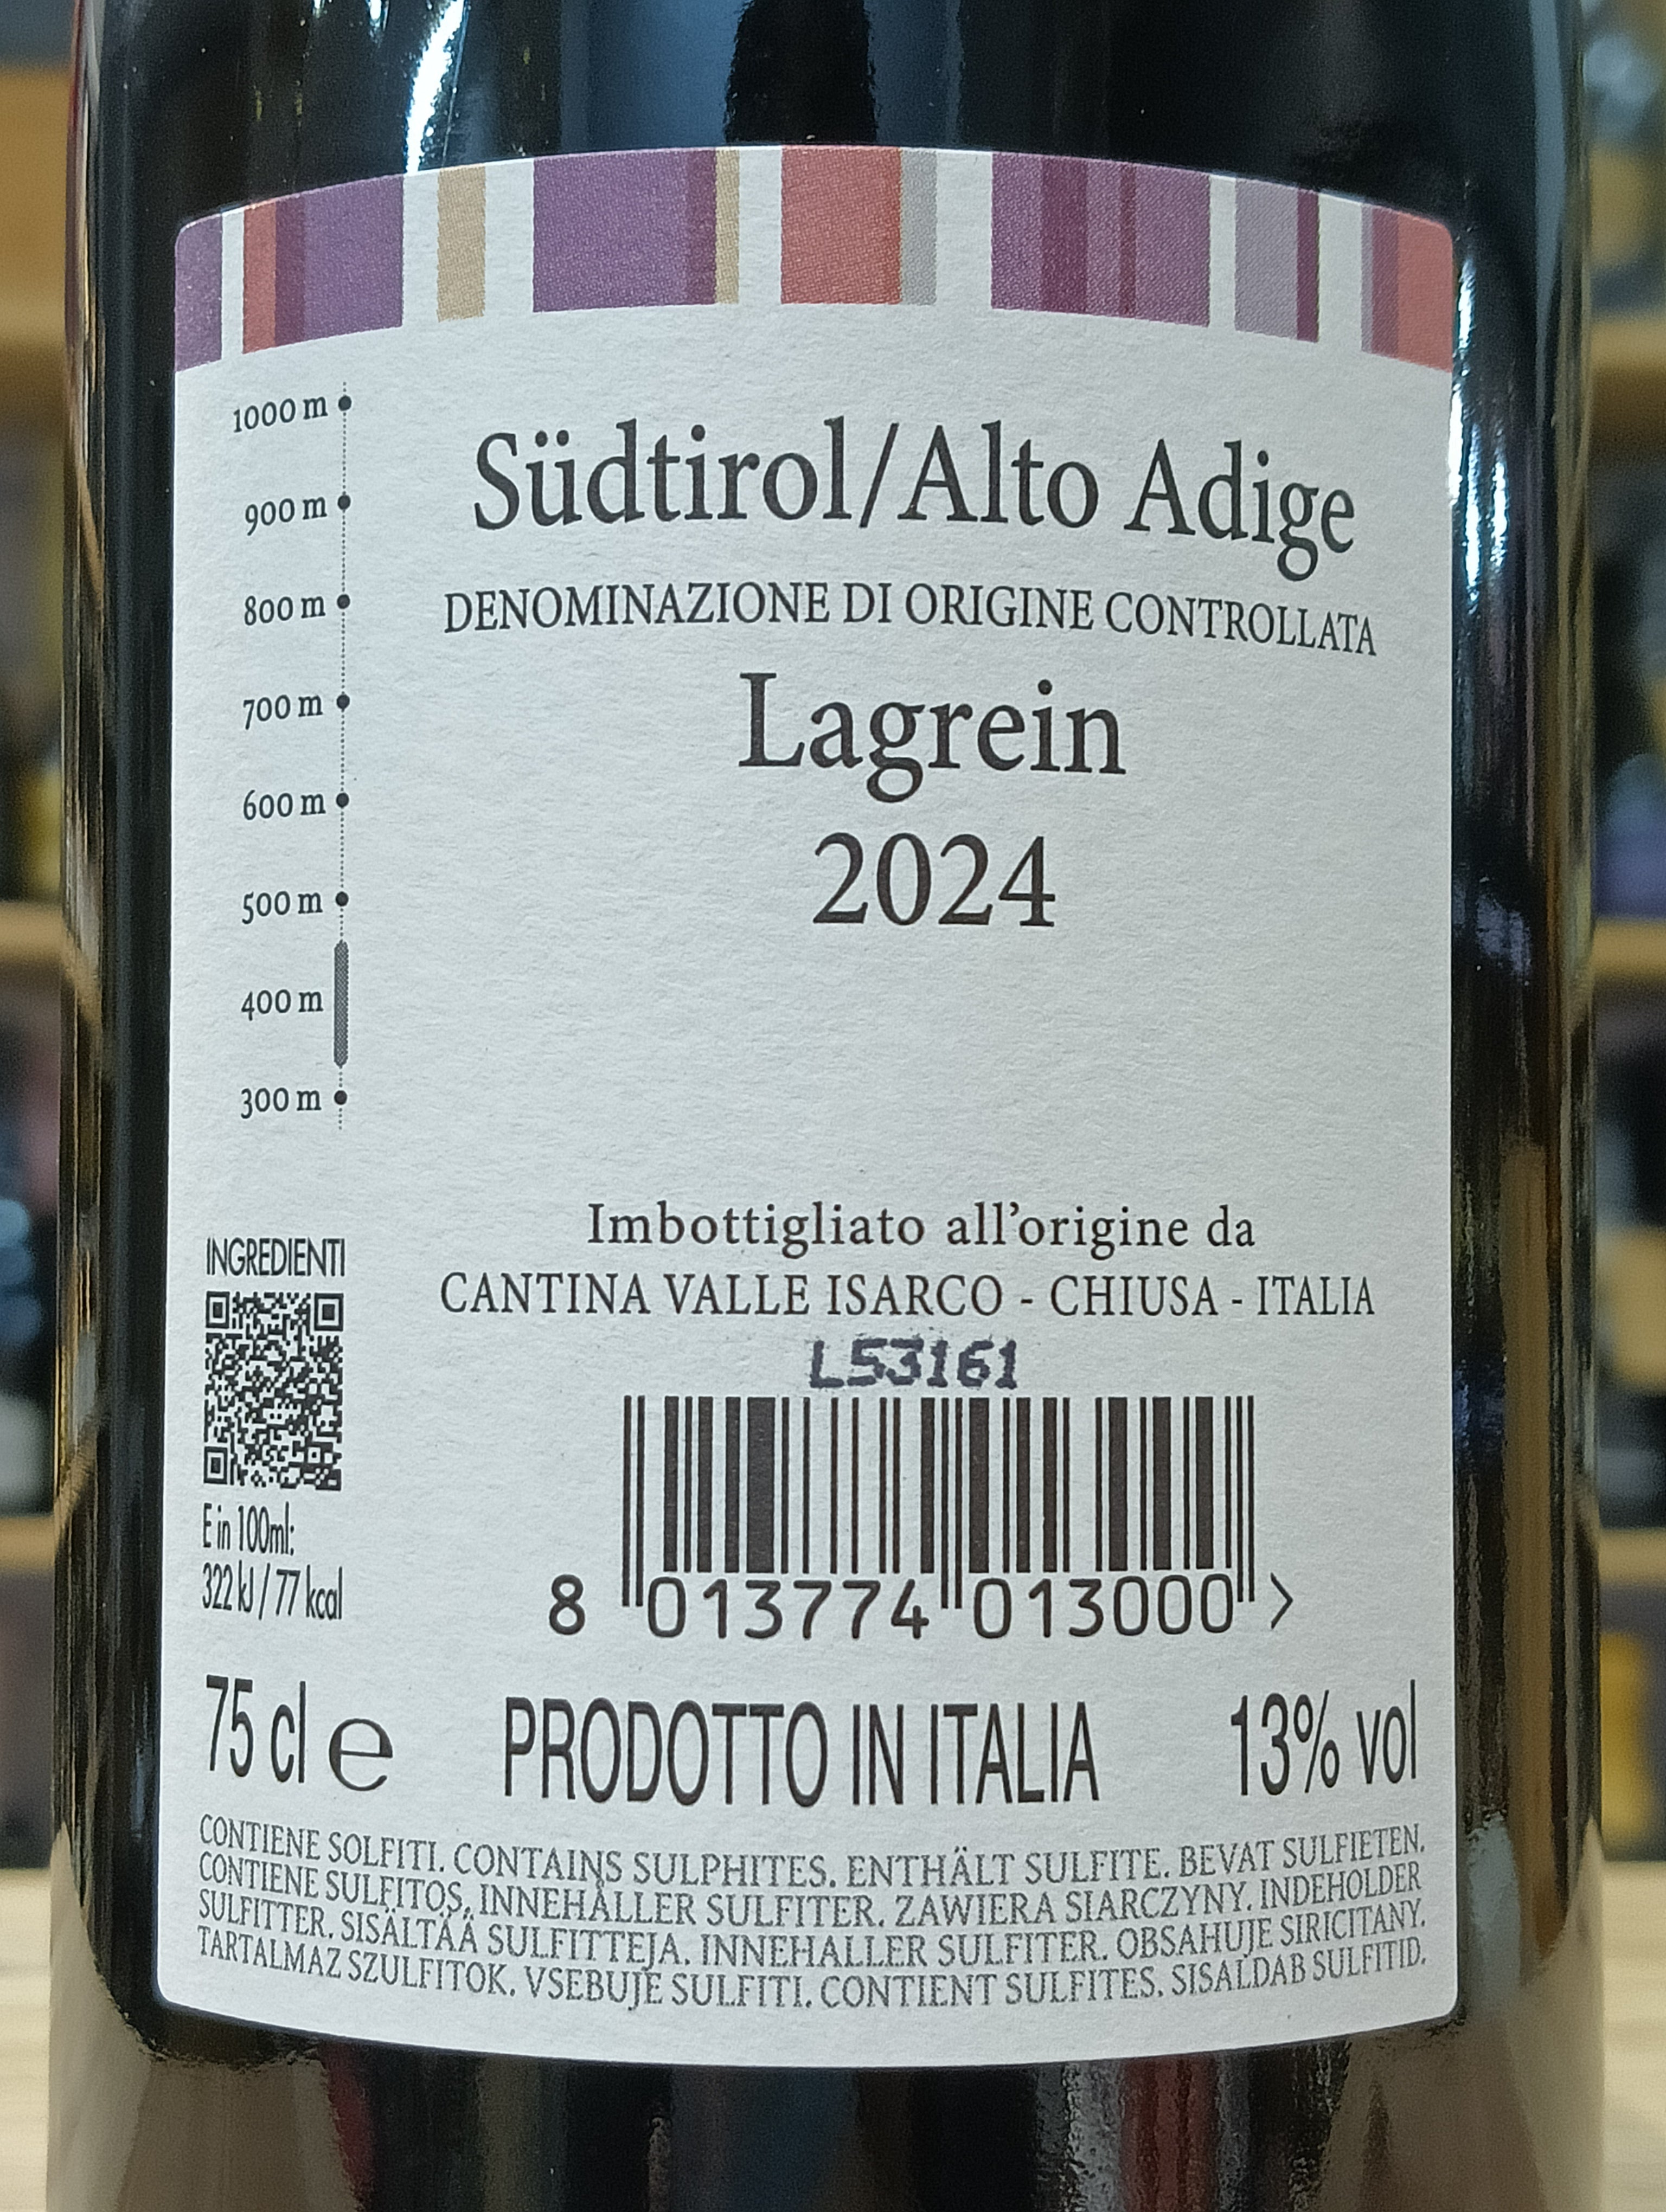 1000 m
900 m
800 m
700 m
600 m
500 m
400 m
300 m
Südtirol/Alto Adige
DENOMINAZIONE DI ORIGINE CONTROLLATA
Lagrein
2024
Imbottigliato all'origine da
CANTINA VALLE ISARCO - CHIUSA - ITALIA
L53161
INGREDIENTI
E in 100ml:
322 kJ / 77 kcal
8 013774 013000 >
75 cl e PRODOTTO IN ITALIA 13% vol
CONTIENE SOLFITI. CONTAINS SULPHITES. ENTHÄLT SULFITE. BEVAT SULFIETEN.
CONTIENE SULFITOS. INNEHÅLLER SULFITER. ZAWIERA SIARCZYNY. INDEHOLDER
SULFITTER. SISÄLTÄÄ SULFITTEJA. INNEHALLER SULFITER. OBSAHUJE SIRICITANY.
TARTALMAZ SZULFITOK. VSEBUJE SULFITI. CONTIENT SULFITES. SISALDAB SULFITID.